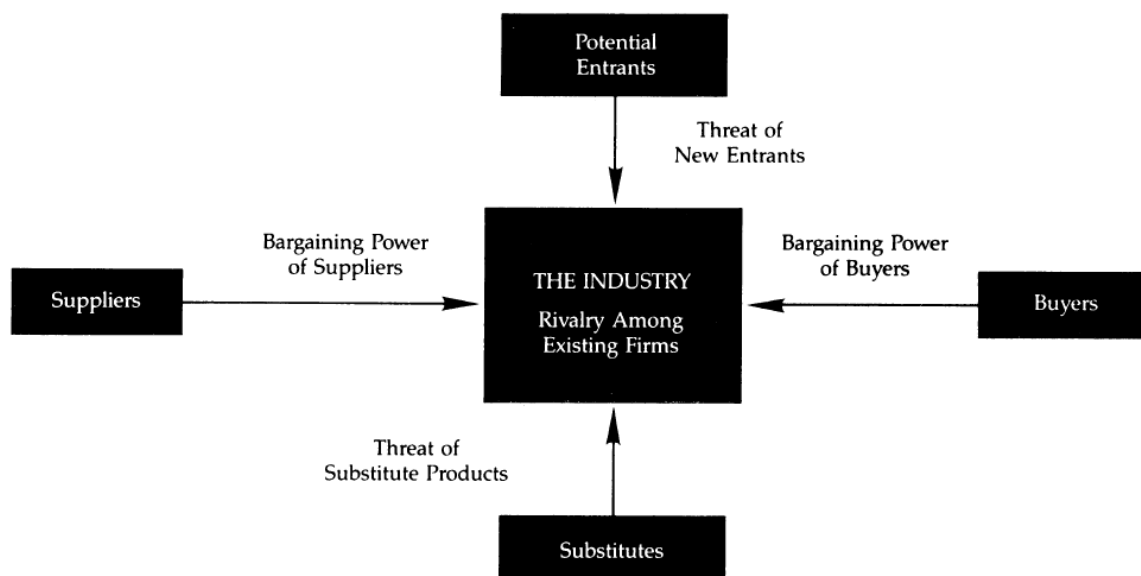 Potential
Entrants
Threat of
New Entrants
Bargaining Power
of Suppliers
Bargaining Power
of Buyers
Suppliers
THE INDUSTRY
Rivalry Among
Existing Firms
Buyers
Threat of
Substitute Products
Substitutes